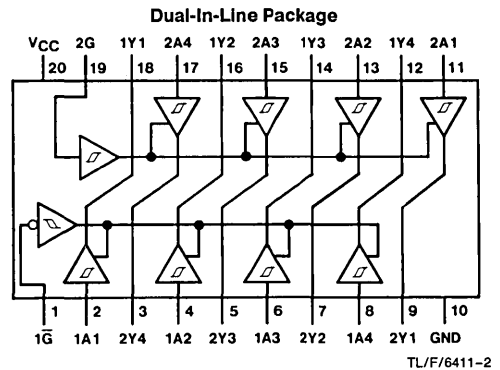 Dual-In-Line Package
VCC 2G 1Y1 2A4 1Y2 2A3 1Y3 2A2 1Y4 2A1
20 19 18 17 16 15 14 13 12 11
1 2 3 4 5 6 7 8 9 10
1G̅ 1A1 2Y4 1A2 2Y3 1A3 2Y2 1A4 2Y1 GND
TL/F/6411-2